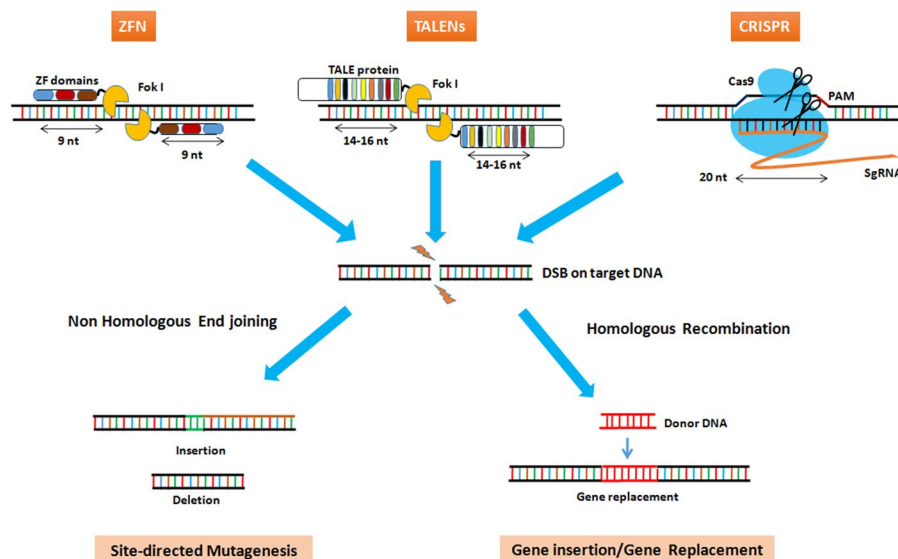 ZFN
TALENs
CRISPR
ZF domains
Fok I
9 nt
9 nt
TALE protein
Fok I
14-16 nt
14-16 nt
Cas9
PAM
20 nt
SgRNA
DSB on target DNA
Non Homologous End joining
Homologous Recombination
Insertion
Deletion
Donor DNA
Gene replacement
Site-directed Mutagenesis
Gene insertion/Gene Replacement